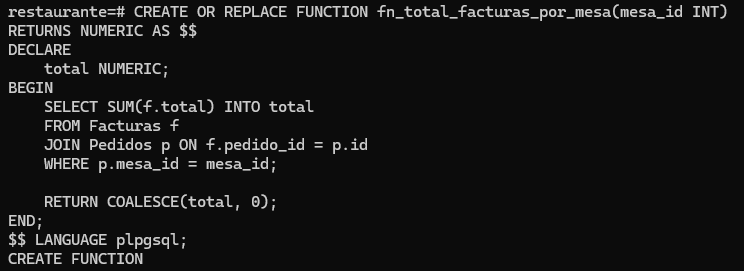 restaurante=# CREATE OR REPLACE FUNCTION fn_total_facturas_por_mesa(mesa_id INT)
RETURNS NUMERIC AS $$
DECLARE
    total NUMERIC;
BEGIN
    SELECT SUM(f.total) INTO total
    FROM Facturas f
    JOIN Pedidos p ON f.pedido_id = p.id
    WHERE p.mesa_id = mesa_id;

    RETURN COALESCE(total, 0);
END;
$$ LANGUAGE plpgsql;
CREATE FUNCTION